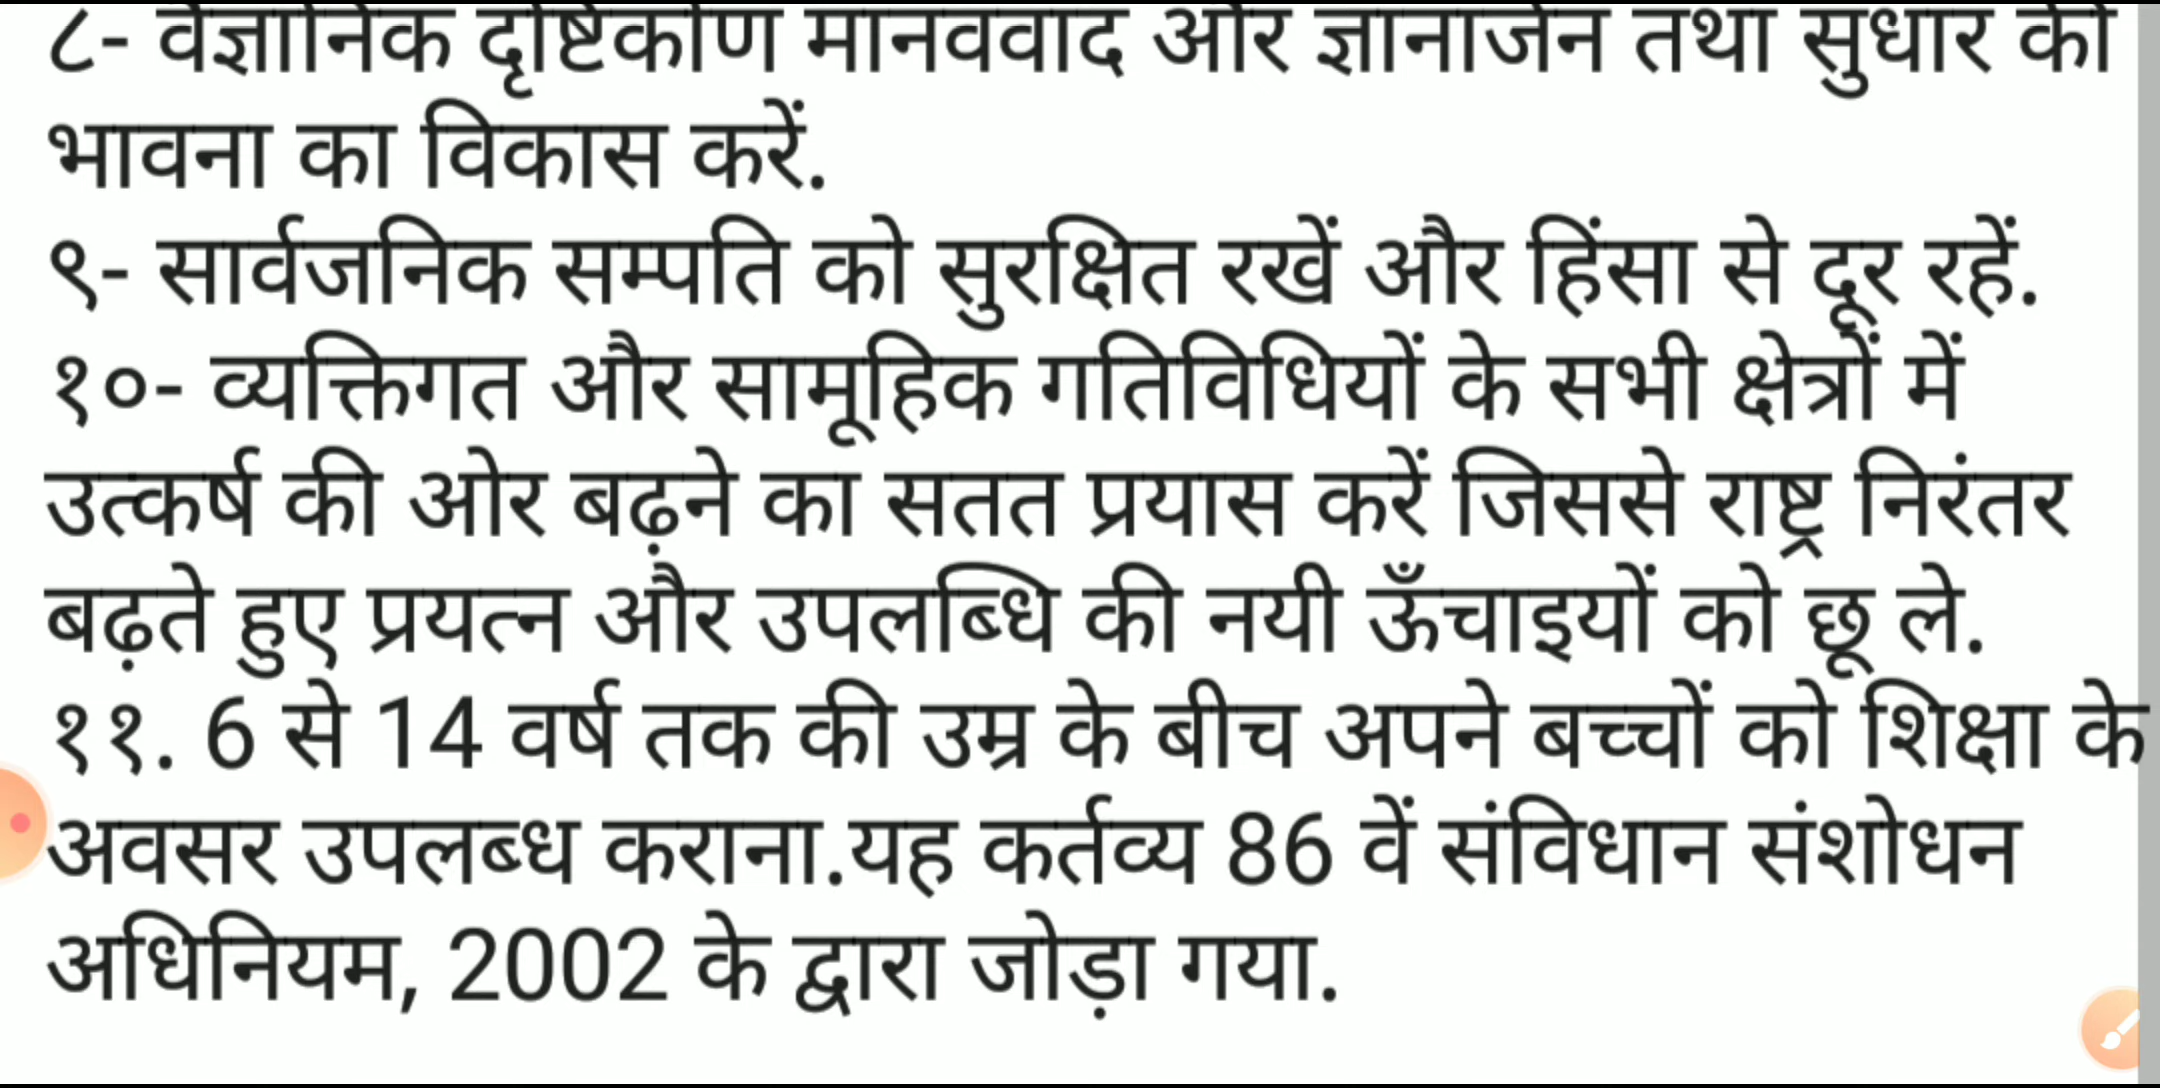 ८- वैज्ञानिक दृष्टिकोण मानववाद और ज्ञानार्जन तथा सुधार की
भावना का विकास करें.
९- सार्वजनिक सम्पति को सुरक्षित रखें और हिंसा से दूर रहें.
१०- व्यक्तिगत और सामूहिक गतिविधियों के सभी क्षेत्रों में
उत्कर्ष की ओर बढ़ने का सतत प्रयास करें जिससे राष्ट्र निरंतर
बढ़ते हुए प्रयत्न और उपलब्धि की नयी ऊँचाइयों को छू ले.
११. 6 से 14 वर्ष तक की उम्र के बीच अपने बच्चों को शिक्षा के
अवसर उपलब्ध कराना.यह कर्तव्य 86 वें संविधान संशोधन
अधिनियम, 2002 के द्वारा जोड़ा गया.